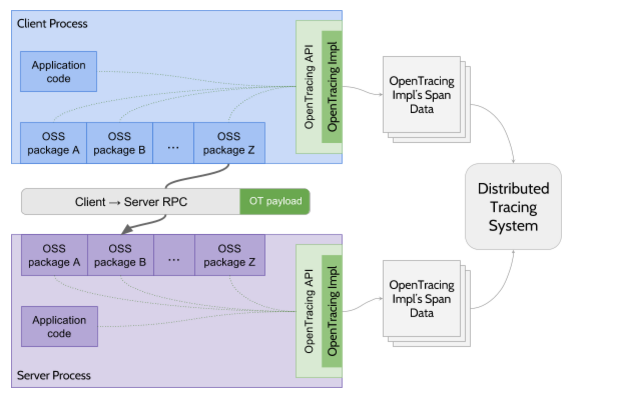 Client Process
Application
code
OSS
package A
OSS
package B
...
OSS
package Z
OpenTracing API
OpenTracing Impl
OpenTracing
Impl's Span
Data
Client → Server RPC
OT payload
Distributed
Tracing
System
OSS
package A
OSS
package B
...
OSS
package Z
Application
code
OpenTracing API
OpenTracing Impl
OpenTracing
Impl's Span
Data
Server Process